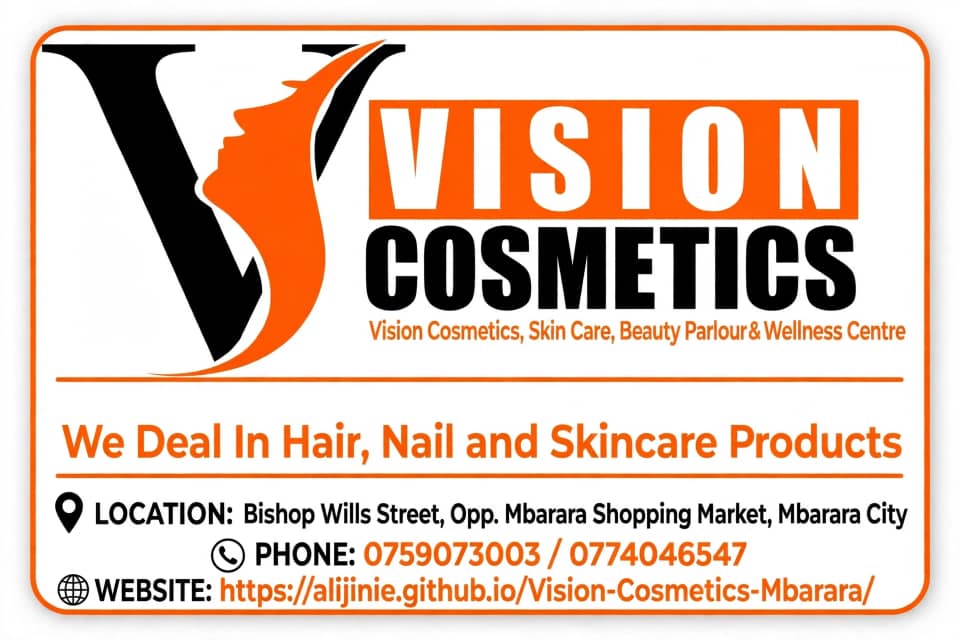 V
VISION
COSMETICS
Vision Cosmetics, Skin Care, Beauty Parlour & Wellness Centre
We Deal In Hair, Nail and Skincare Products
LOCATION: Bishop Wills Street, Opp. Mbarara Shopping Market, Mbarara City
PHONE: 0759073003 / 0774046547
WEBSITE: https://alijinie.github.io/Vision-Cosmetics-Mbarara/